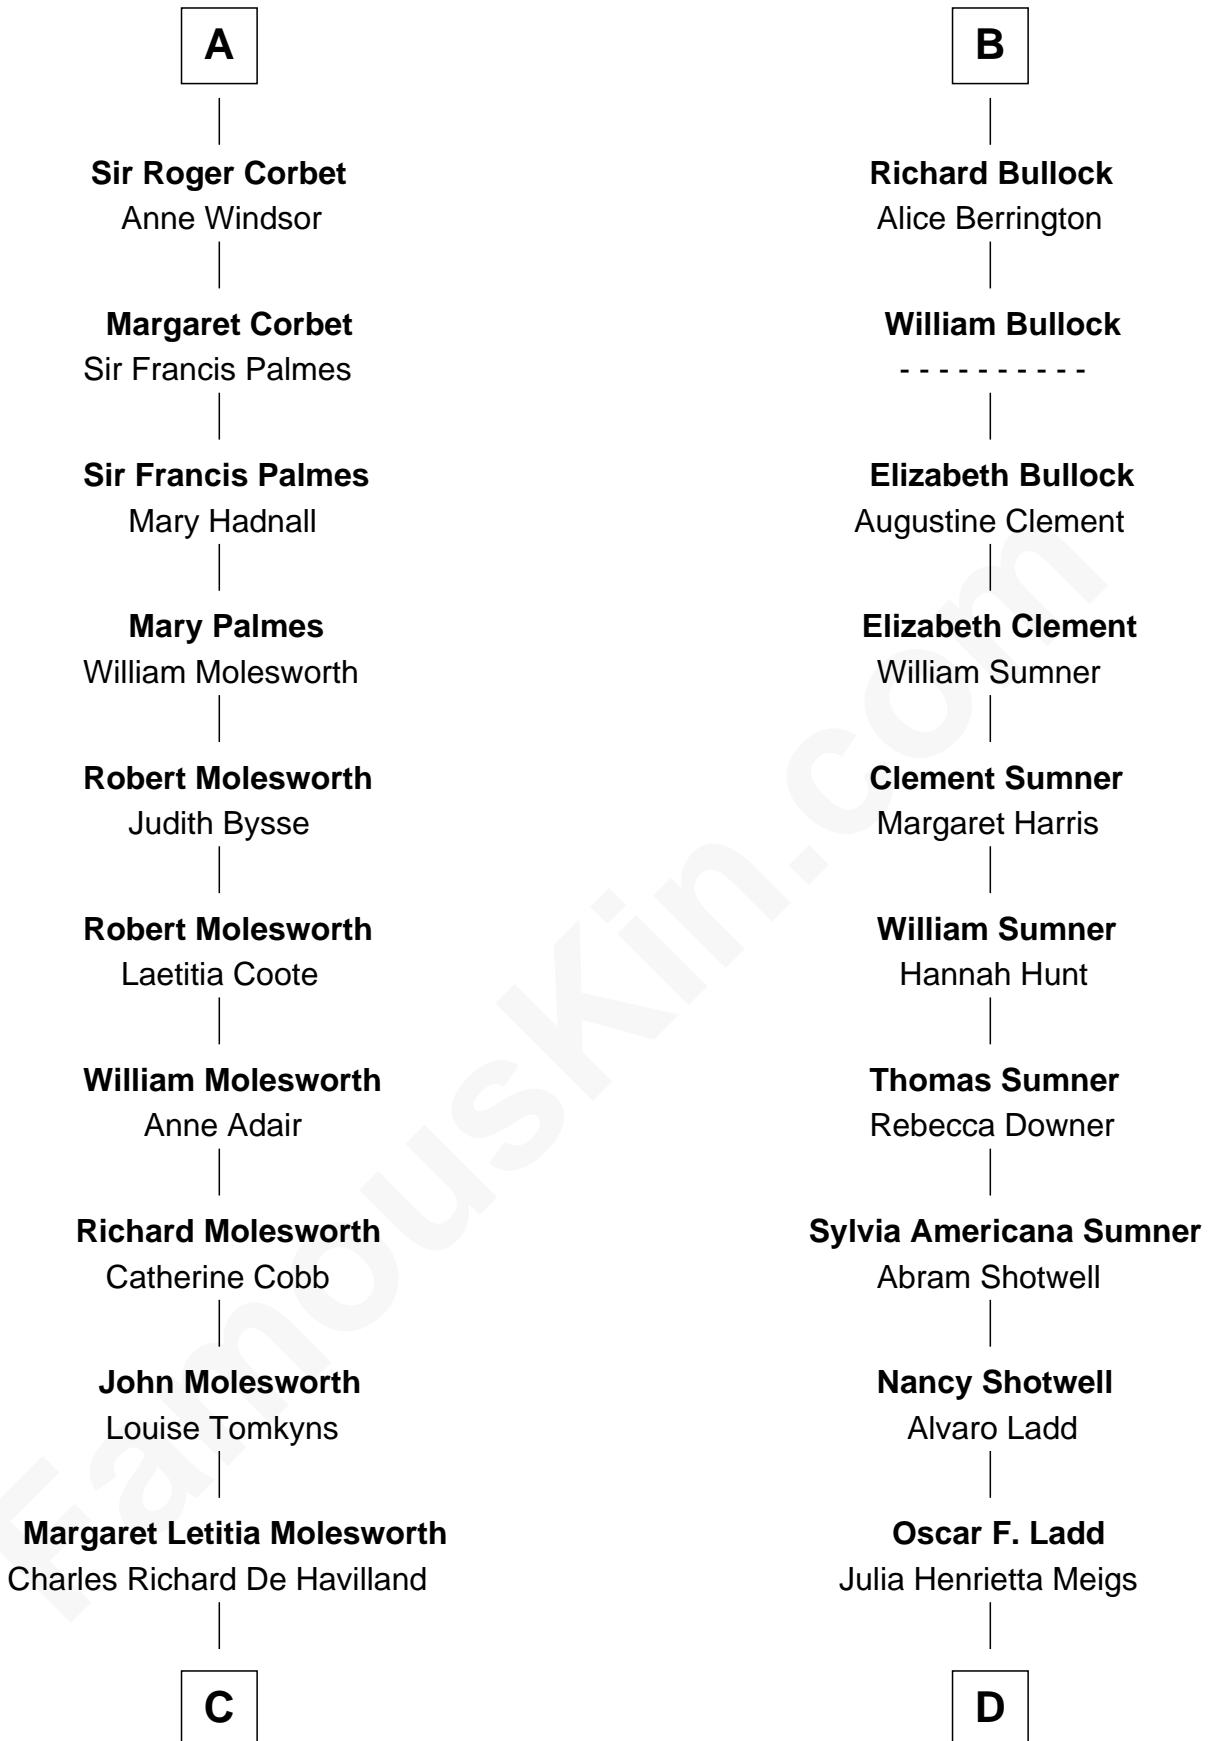 A
Sir Roger Corbet
Anne Windsor
Margaret Corbet
Sir Francis Palmes
Sir Francis Palmes
Mary Hadnall
Mary Palmes
William Molesworth
Robert Molesworth
Judith Bysse
Robert Molesworth
Laetitia Coote
William Molesworth
Anne Adair
Richard Molesworth
Catherine Cobb
John Molesworth
Louise Tomkyns
Margaret Letitia Molesworth
Charles Richard De Havilland
C
B
Richard Bullock
Alice Berrington
William Bullock
- - - - - - - - - -
Elizabeth Bullock
Augustine Clement
Elizabeth Clement
William Sumner
Clement Sumner
Margaret Harris
William Sumner
Hannah Hunt
Thomas Sumner
Rebecca Downer
Sylvia Americana Sumner
Abram Shotwell
Nancy Shotwell
Alvaro Ladd
Oscar F. Ladd
Julia Henrietta Meigs
D
FamousKin.com